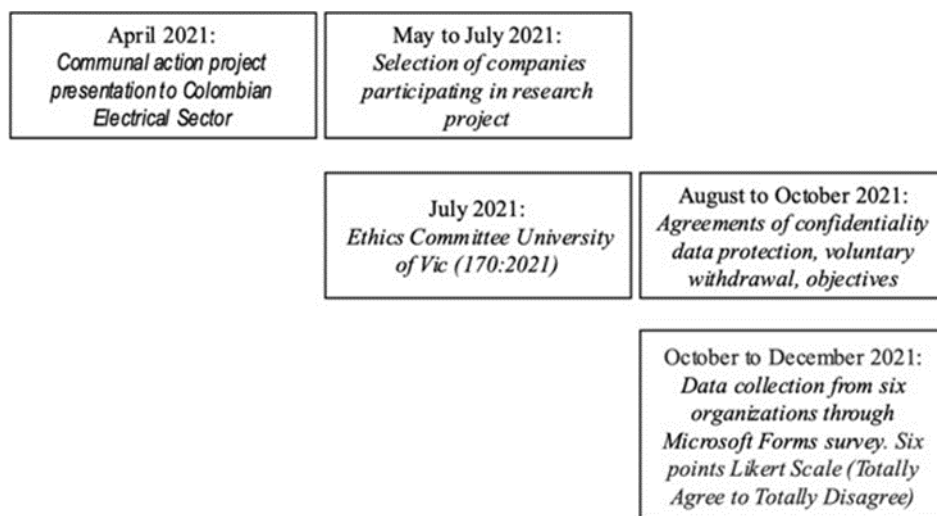 April 2021:
Communal action project
presentation to Colombian
Electrical Sector
May to July 2021:
Selection of companies
participating in research
project
July 2021:
Ethics Committee University
of Vic (170:2021)
August to October 2021:
Agreements of confidentiality
data protection, voluntary
withdrawal, objectives
October to December 2021:
Data collection from six
organizations through
Microsoft Forms survey. Six
points Likert Scale (Totally
Agree to Totally Disagree)